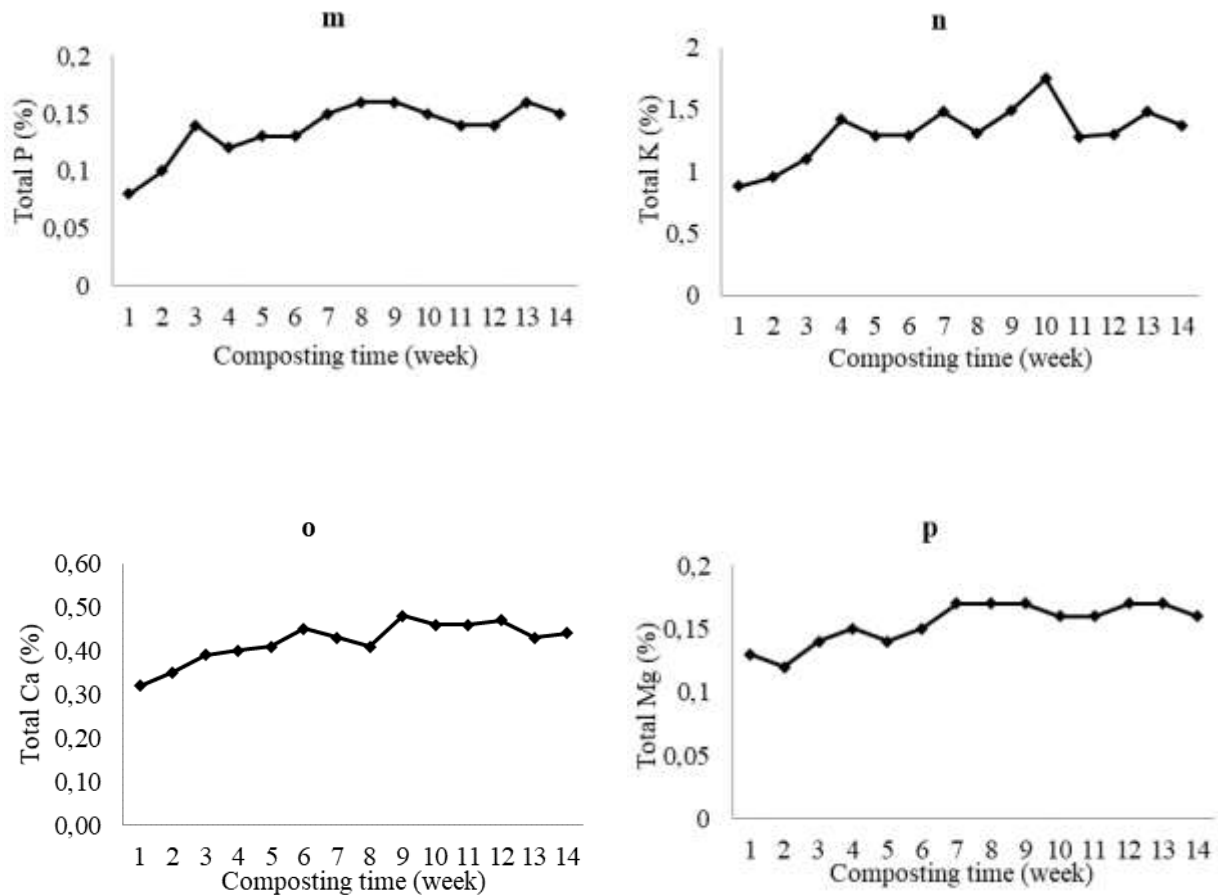 m
Total P (%)
0,2
0,15
0,1
0,05
0
1 2 3 4 5 6 7 8 9 10 11 12 13 14
Composting time (week)
n
Total K (%)
2
1,5
1
0,5
0
1 2 3 4 5 6 7 8 9 10 11 12 13 14
Composting time (week)
o
Total Ca (%)
0,60
0,50
0,40
0,30
0,20
0,10
0,00
1 2 3 4 5 6 7 8 9 10 11 12 13 14
Composting time (week)
p
Total Mg (%)
0,2
0,15
0,1
0,05
0
1 2 3 4 5 6 7 8 9 10 11 12 13 14
Composting time (week)